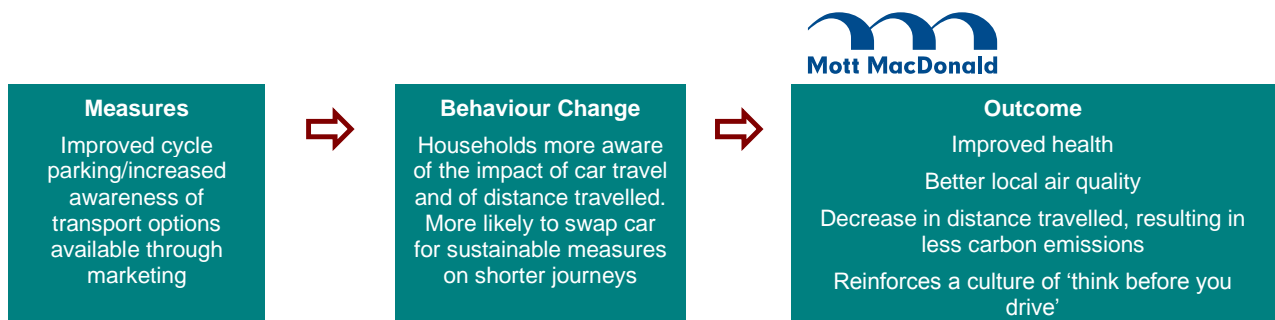 Mott MacDonald
Measures
Improved cycle
parking/increased
awareness of
transport options
available through
marketing
Behaviour Change
Households more aware
of the impact of car travel
and of distance travelled.
More likely to swap car
for sustainable measures
on shorter journeys
Outcome
Improved health
Better local air quality
Decrease in distance travelled, resulting in
less carbon emissions
Reinforces a culture of ‘think before you
drive’